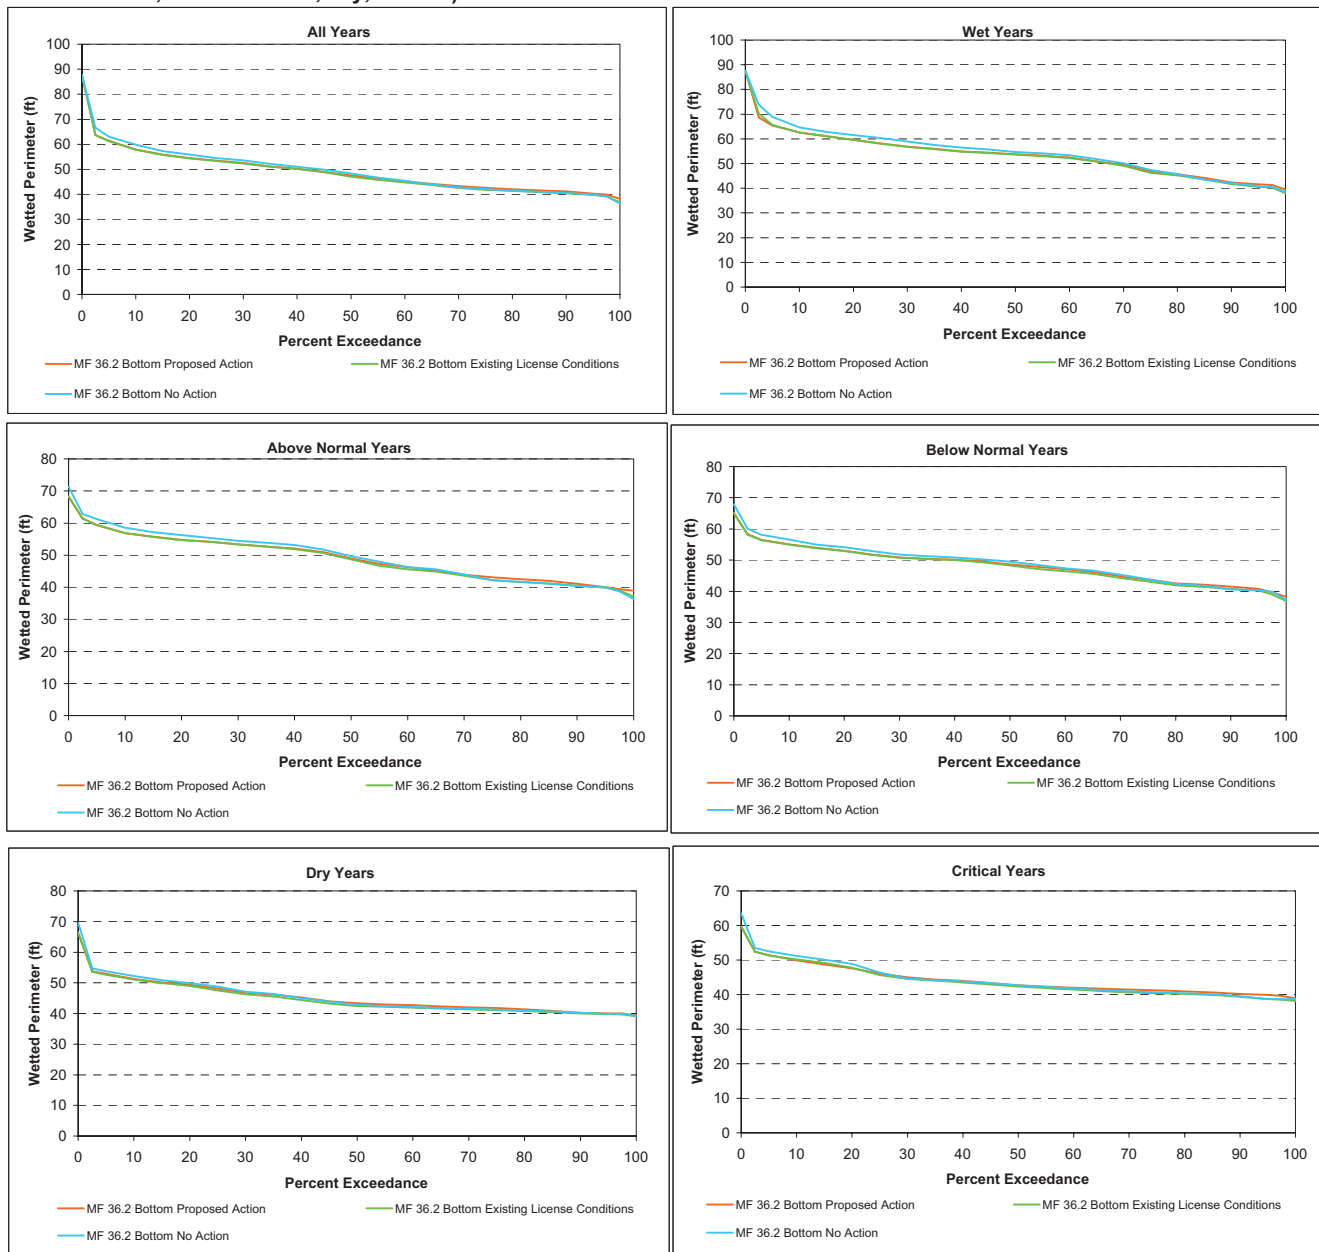 All Years
Wetted Perimeter (ft)
100
90
80
70
60
50
40
30
20
10
0
0 10 20 30 40 50 60 70 80 90 100
Percent Exceedance
MF 36.2 Bottom Proposed Action
MF 36.2 Bottom Existing License Conditions
MF 36.2 Bottom No Action
Wet Years
Wetted Perimeter (ft)
100
90
80
70
60
50
40
30
20
10
0
0 10 20 30 40 50 60 70 80 90 100
Percent Exceedance
MF 36.2 Bottom Proposed Action
MF 36.2 Bottom Existing License Conditions
MF 36.2 Bottom No Action
Above Normal Years
Wetted Perimeter (ft)
80
70
60
50
40
30
20
10
0
0 10 20 30 40 50 60 70 80 90 100
Percent Exceedance
MF 36.2 Bottom Proposed Action
MF 36.2 Bottom Existing License Conditions
MF 36.2 Bottom No Action
Below Normal Years
Wetted Perimeter (ft)
80
70
60
50
40
30
20
10
0
0 10 20 30 40 50 60 70 80 90 100
Percent Exceedance
MF 36.2 Bottom Proposed Action
MF 36.2 Bottom Existing License Conditions
MF 36.2 Bottom No Action
Dry Years
Wetted Perimeter (ft)
80
70
60
50
40
30
20
10
0
0 10 20 30 40 50 60 70 80 90 100
Percent Exceedance
MF 36.2 Bottom Proposed Action
MF 36.2 Bottom Existing License Conditions
MF 36.2 Bottom No Action
Critical Years
Wetted Perimeter (ft)
70
60
50
40
30
20
10
0
0 10 20 30 40 50 60 70 80 90 100
Percent Exceedance
MF 36.2 Bottom Proposed Action
MF 36.2 Bottom Existing License Conditions
MF 36.2 Bottom No Action